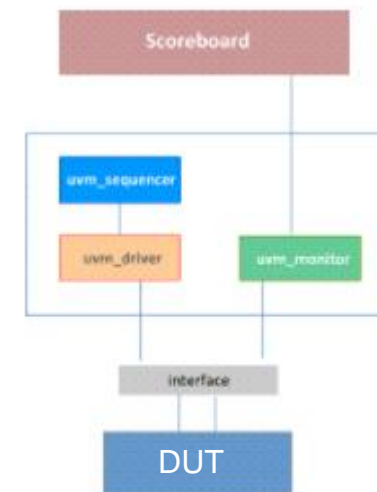 Scoreboard
uvm_sequencer
uvm_driver
uvm_monitor
interface
DUT